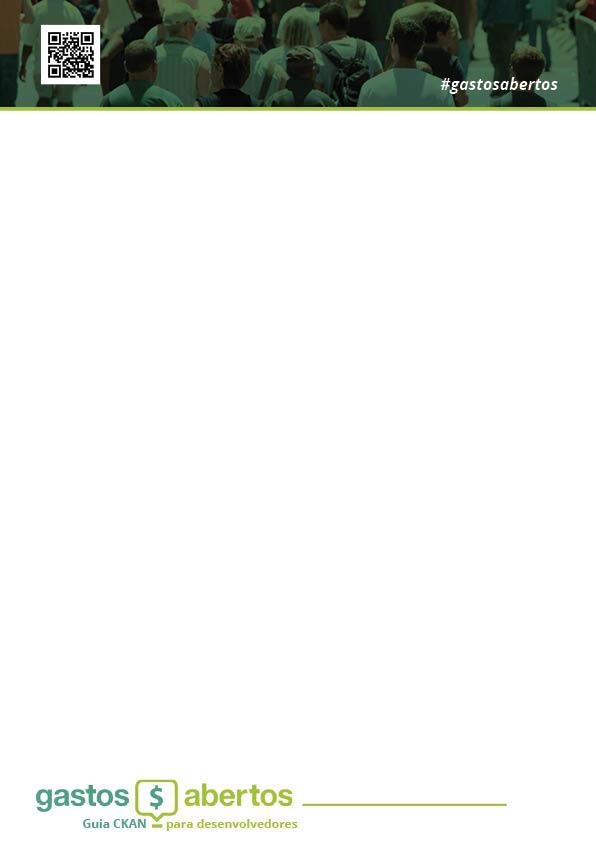 #gastosabertos
gastos $ abertos
Guia CKAN para desenvolvedores